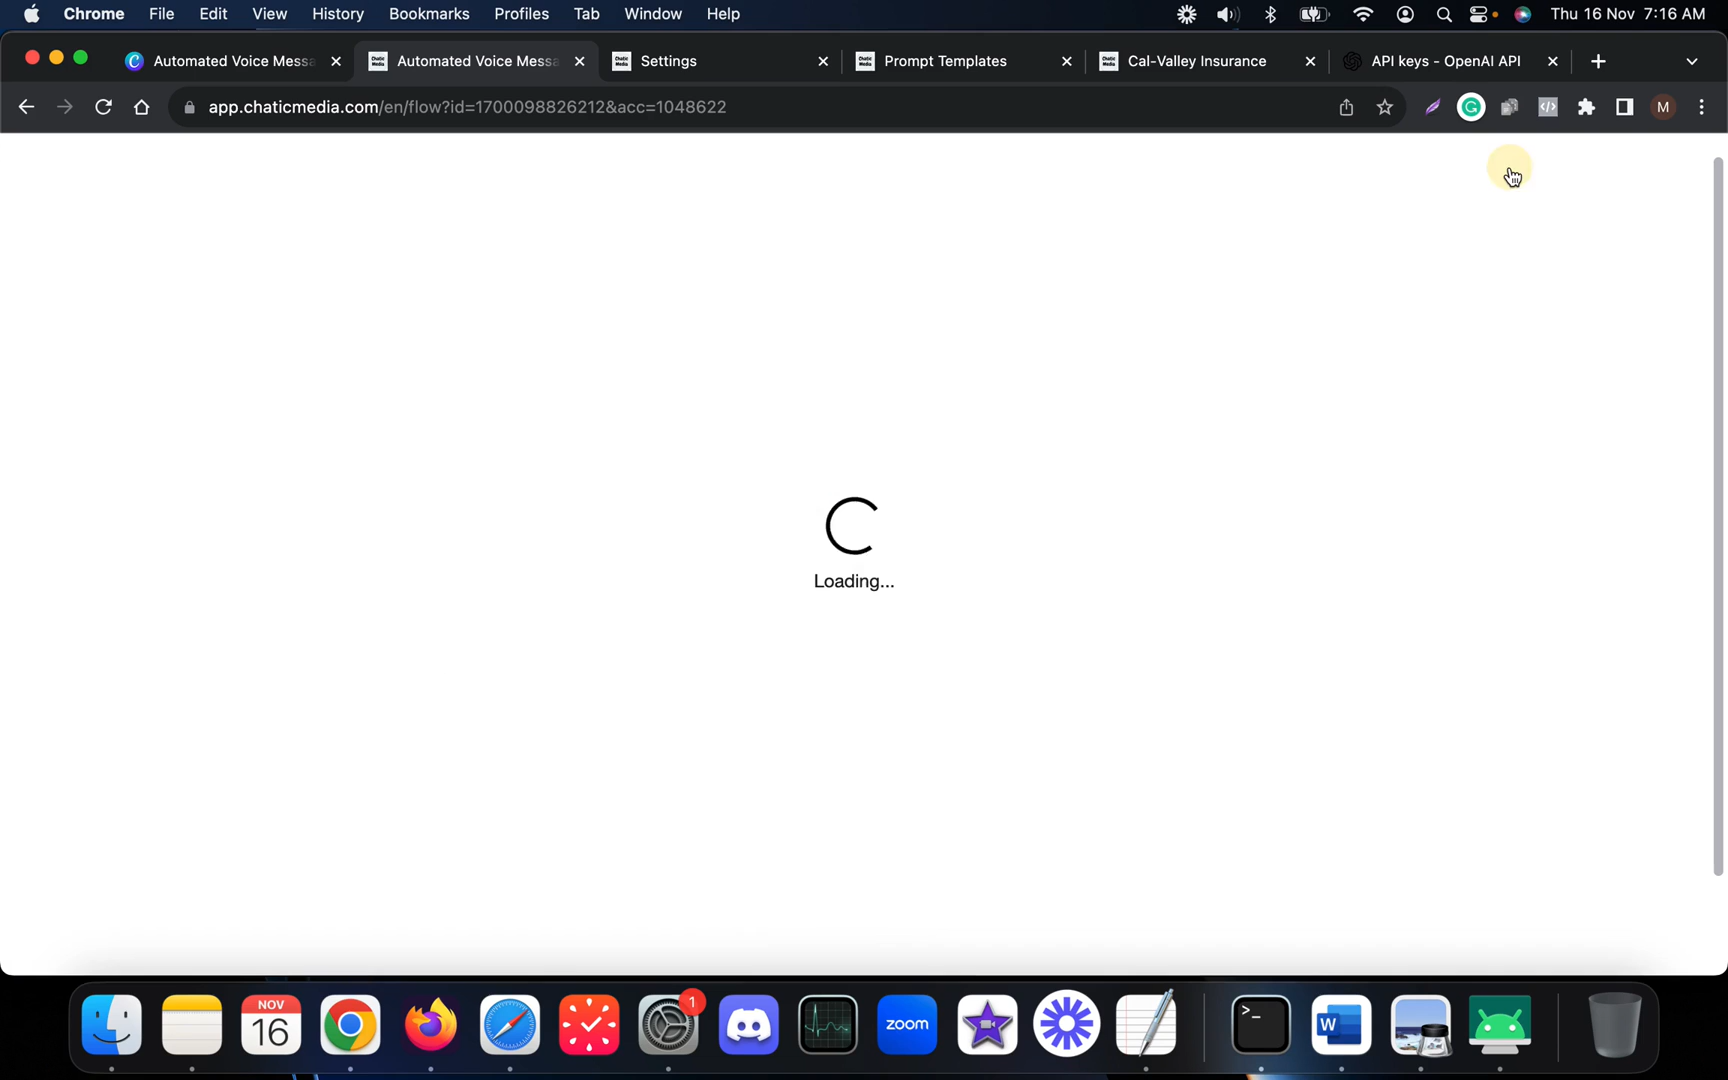 Chrome File Edit View History Bookmarks Profiles Tab Window Help Thu 16 Nov 7:16 AM
Automated Voice Messa Automated Voice Messa Settings Prompt Templates Cal-Valley Insurance API keys - OpenAI API
app.chaticmedia.com/en/flow?id=1700098826212&acc=1048622 M
Loading...
NOV
16
1
zoom
>_
W